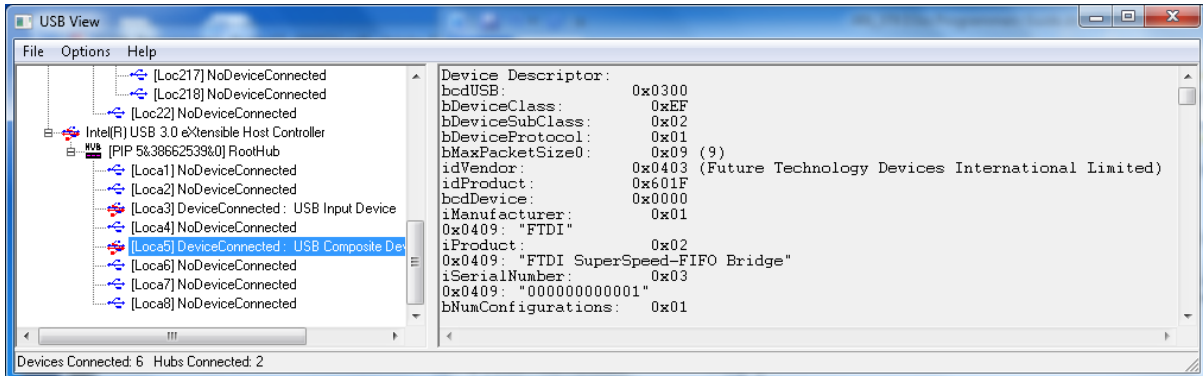 USB View
File Options Help
[Loc217] NoDeviceConnected
[Loc218] NoDeviceConnected
[Loc22] NoDeviceConnected
Intel(R) USB 3.0 eXtensible Host Controller
HUB [PIP 5&38662539&0] RootHub
[Loca1] NoDeviceConnected
[Loca2] NoDeviceConnected
[Loca3] DeviceConnected : USB Input Device
[Loca4] NoDeviceConnected
[Loca5] DeviceConnected : USB Composite Dev
[Loca6] NoDeviceConnected
[Loca7] NoDeviceConnected
[Loca8] NoDeviceConnected
Device Descriptor:
bcdUSB: 0x0300
bDeviceClass: 0xEF
bDeviceSubClass: 0x02
bDeviceProtocol: 0x01
bMaxPacketSize0: 0x09 (9)
idVendor: 0x0403 (Future Technology Devices International Limited)
idProduct: 0x601F
bcdDevice: 0x0000
iManufacturer: 0x01
0x0409: "FTDI"
iProduct: 0x02
0x0409: "FTDI SuperSpeed-FIFO Bridge"
iSerialNumber: 0x03
0x0409: "000000000001"
bNumConfigurations: 0x01
Devices Connected: 6 Hubs Connected: 2